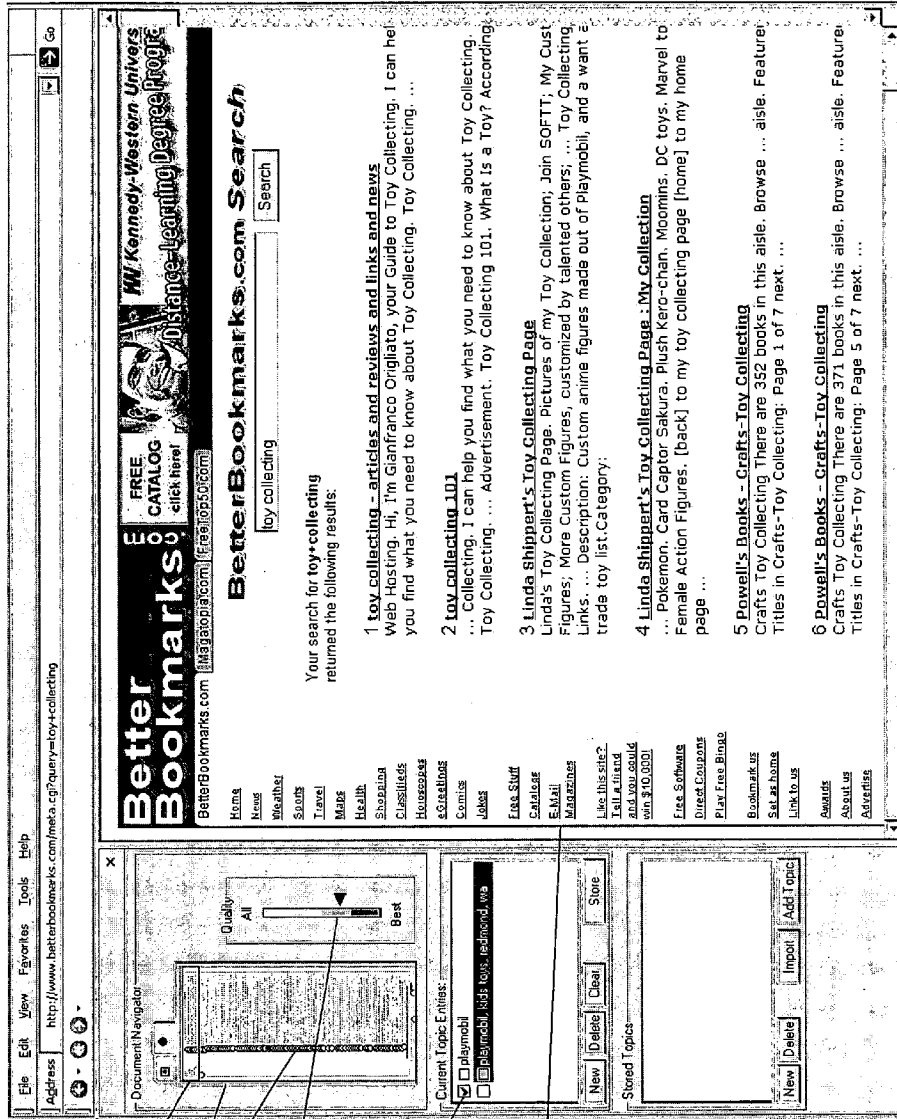 File Edit View Favorites Tools Help
Address http://www.betterbookmarks.com/meta.cgi?query=toy+collecting Go
Document Navigator
Quality:
All
Best
Current Topic Entries:
playmobil
playmobil, kids toys, redmond, wa
New Delete Clear Store
Stored Topics
New Delete Import Add Topic
Better
Bookmarks
FREE
CATALOG
click here!
Kennedy-Western Univers
Distance-Learning Degree Progra
BetterBookmarks.com [Magatopia.com] [FreeTop50.com]
Home
News
Weather
Sports
Travel
Maps
Health
Shopping
Classifieds
Horoscopes
eGreetings
Comics
Jokes
Free Stuff
Catalogs
E-Mail
Magazines
Like this site?
Tell a friend
and you could
win $10,000!
Free Software
Direct Coupons
Play Free Bingo
Bookmark us
Set as home
Link to us
Awards
About us
Advertise
BetterBookmarks.com Search
toy collecting Search
Your search for toy+collecting
returned the following results:
1 toy collecting - articles and reviews and links and news
Web Hosting. Hi, I'm Gianfranco Origliato, your Guide to Toy Collecting. I can hel
you find what you need to know about Toy Collecting. Toy Collecting. ...
2 toy collecting 101
... Collecting. I can help you find what you need to know about Toy Collecting.
Toy Collecting. ... Advertisement. Toy Collecting 101. What Is a Toy? According
3 Linda Shippert's Toy Collecting Page
Linda's Toy Collecting Page. Pictures of my Toy Collection; Join SOFTT; My Cust
Figures; More Custom Figures, customized by talented others; ... Toy Collecting
Links. ... Description: Custom anime figures made out of Playmobil, and a want a
trade toy list.Category:
4 Linda Shippert's Toy Collecting Page : My Collection
... Pokemon. Card Captor Sakura. Plush Kero-chan. Moomins. DC toys. Marvel to
Female Action Figures. [back] to my toy collecting page [home] to my home
page ...
5 Powell's Books - Crafts-Toy Collecting
Crafts Toy Collecting There are 352 books in this aisle. Browse ... aisle. Feature
Titles in Crafts-Toy Collecting: Page 1 of 7 next. ...
6 Powell's Books - Crafts-Toy Collecting
Crafts Toy Collecting There are 371 books in this aisle. Browse ... aisle. Feature
Titles in Crafts-Toy Collecting: Page 5 of 7 next. ...